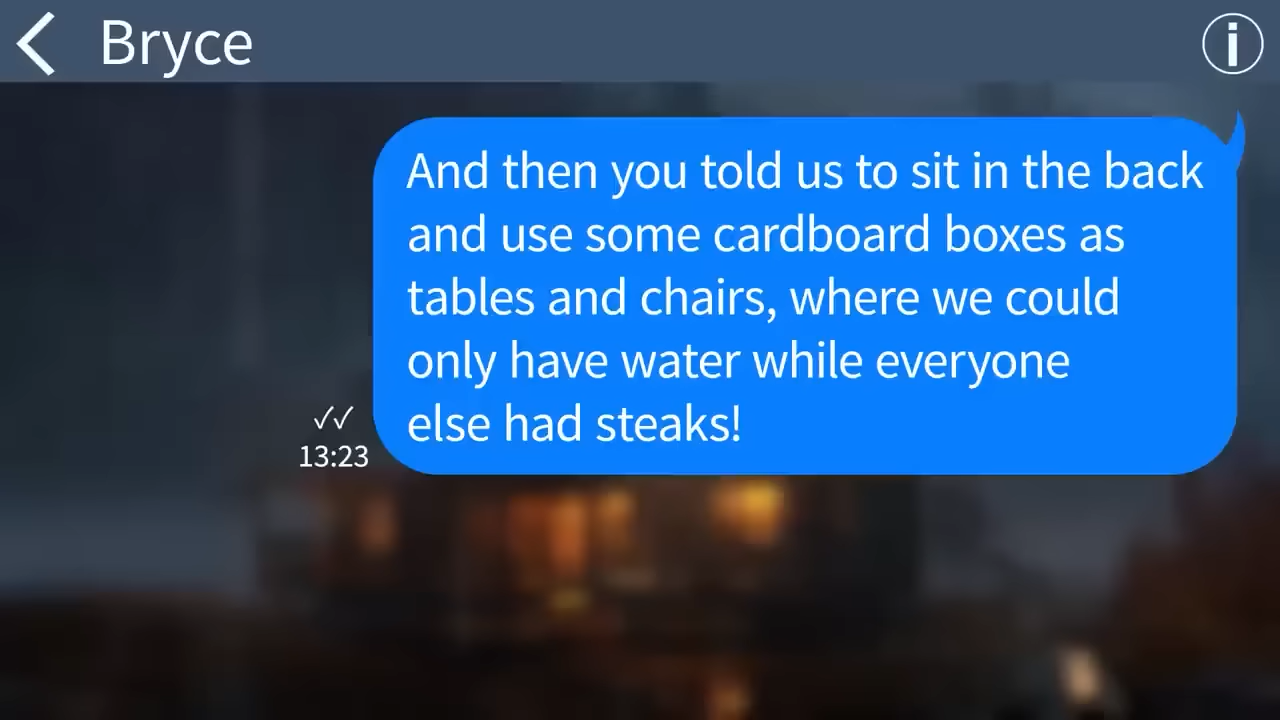 Bryce
And then you told us to sit in the back
and use some cardboard boxes as
tables and chairs, where we could
only have water while everyone
else had steaks!
13:23